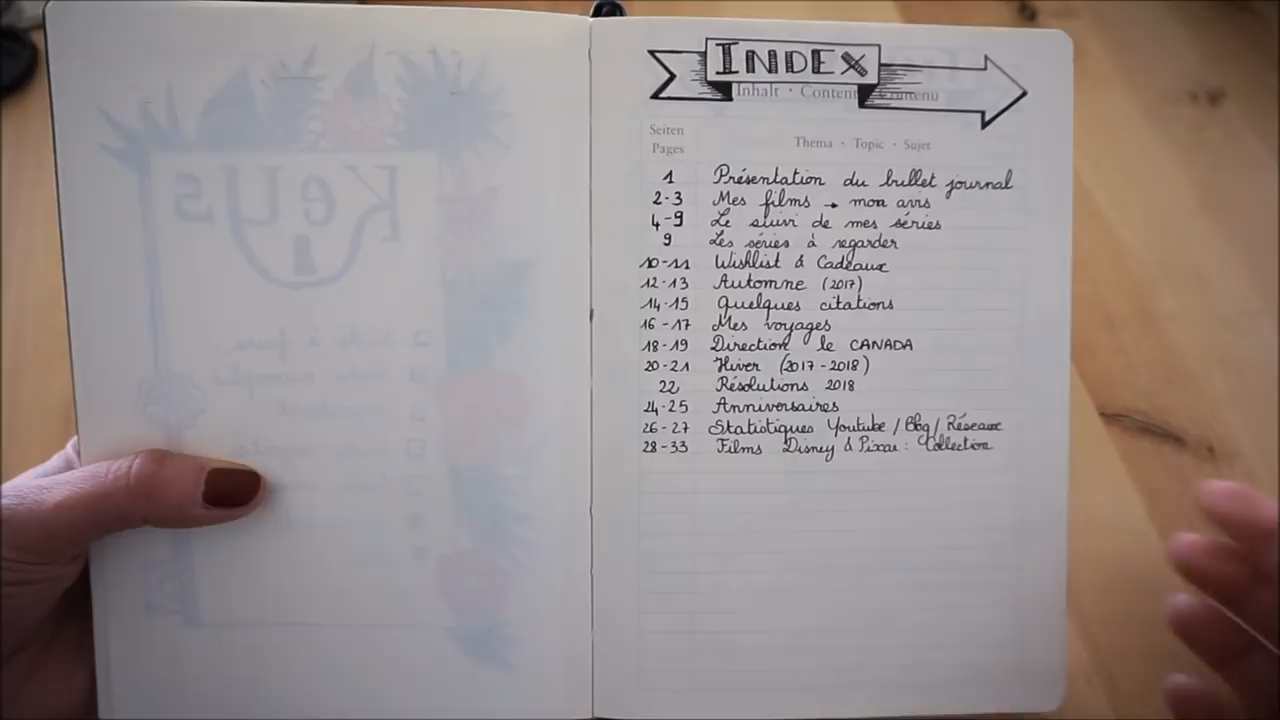 Keys
INDEX
Inhalt · Content · Contenu
Seiten
Pages
Thema · Topic · Sujet
1 Présentation du bullet journal
2-3 Mes films → mon avis
4-9 Le suivi de mes séries
9 Les séries à regarder
10-11 Wishlist & Cadeaux
12-13 Automne (2017)
14-15 Quelques citations
16-17 Mes voyages
18-19 Direction le CANADA
20-21 Hiver (2017-2018)
22 Résolutions 2018
24-25 Anniversaires
26-27 Statistiques Youtube / Blog / Réseaux
28-33 Films Disney & Pixar : Collection